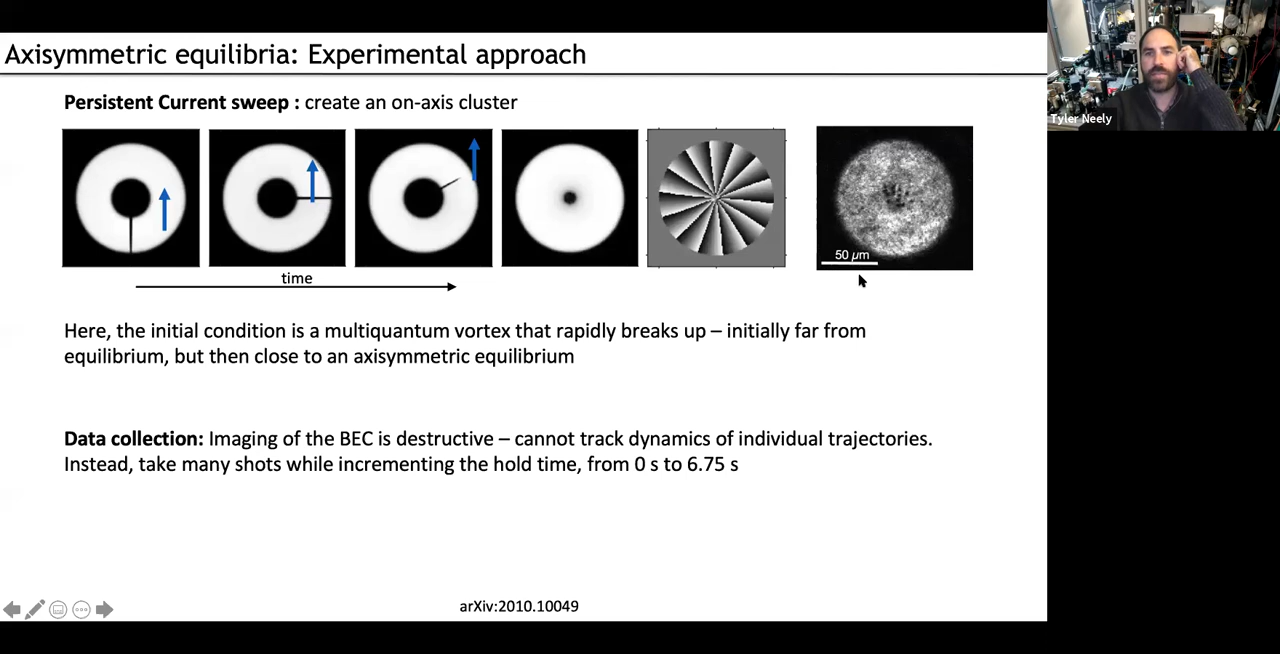 Axisymmetric equilibria: Experimental approach
Tyler Neely
Persistent Current sweep : create an on-axis cluster
50 μm
time
Here, the initial condition is a multiquantum vortex that rapidly breaks up – initially far from
equilibrium, but then close to an axisymmetric equilibrium
Data collection: Imaging of the BEC is destructive – cannot track dynamics of individual trajectories.
Instead, take many shots while incrementing the hold time, from 0 s to 6.75 s
arXiv:2010.10049